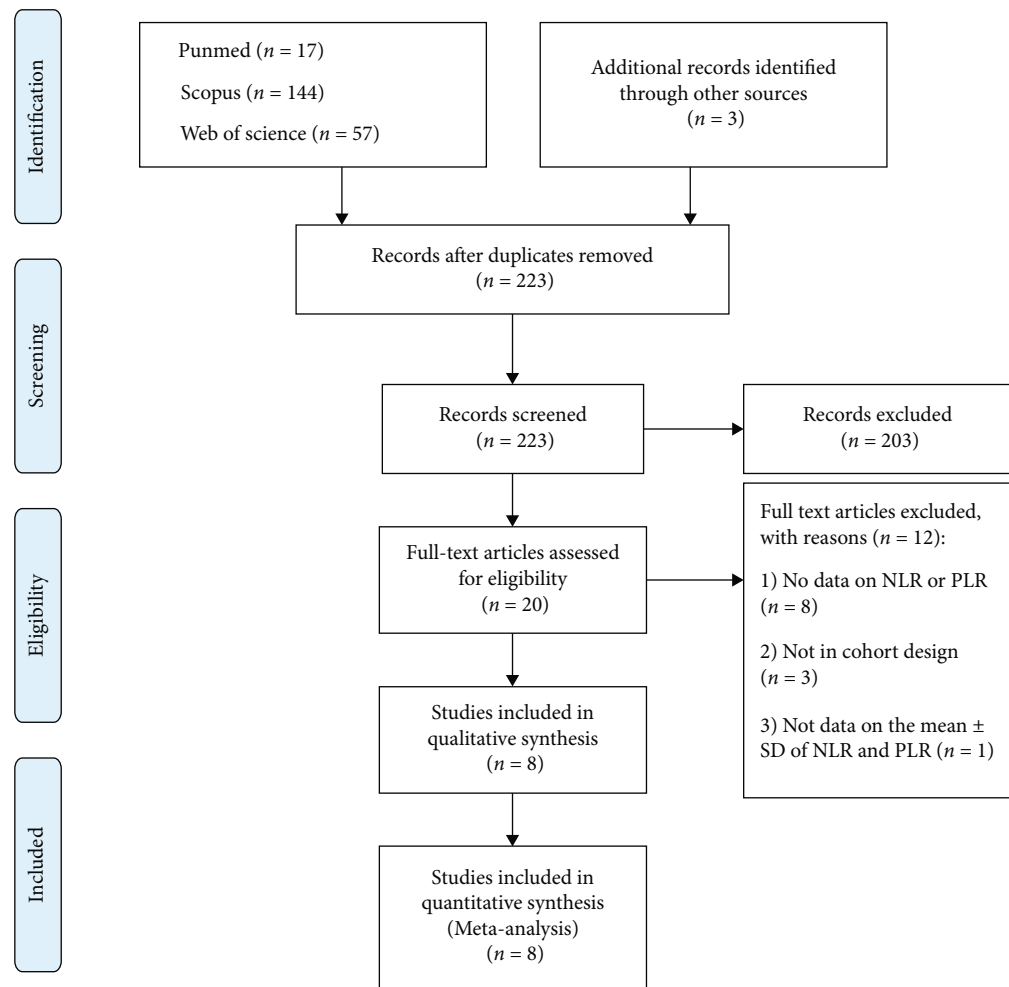 Identification
Punmed (n = 17)
Scopus (n = 144)
Web of science (n = 57)
Additional records identified
through other sources
(n = 3)
Records after duplicates removed
(n = 223)
Screening
Records screened
(n = 223)
Records excluded
(n = 203)
Eligibility
Full-text articles assessed
for eligibility
(n = 20)
Full text articles excluded,
with reasons (n = 12):
1) No data on NLR or PLR
(n = 8)
2) Not in cohort design
(n = 3)
3) Not data on the mean ±
SD of NLR and PLR (n = 1)
Studies included in
qualitative synthesis
(n = 8)
Included
Studies included in
quantitative synthesis
(Meta-analysis)
(n = 8)